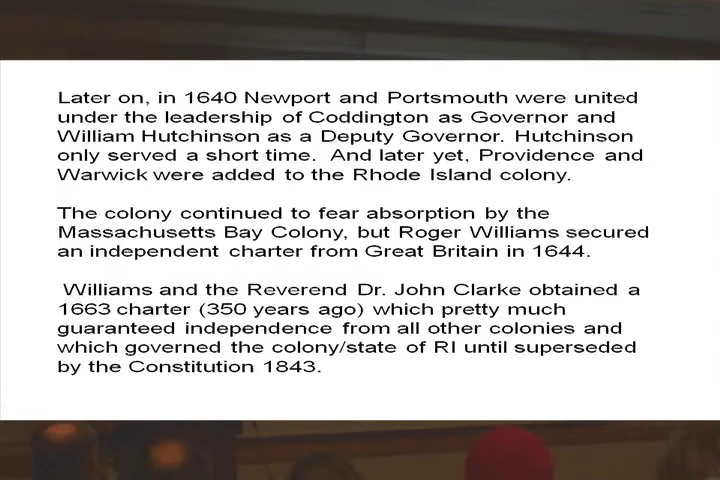 Later on, in 1640 Newport and Portsmouth were united
under the leadership of Coddington as Governor and
William Hutchinson as a Deputy Governor. Hutchinson
only served a short time.  And later yet, Providence and
Warwick were added to the Rhode Island colony.
The colony continued to fear absorption by the
Massachusetts Bay Colony, but Roger Williams secured
an independent charter from Great Britain in 1644.
Williams and the Reverend Dr. John Clarke obtained a
1663 charter (350 years ago) which pretty much
guaranteed independence from all other colonies and
which governed the colony/state of RI until superseded
by the Constitution 1843.